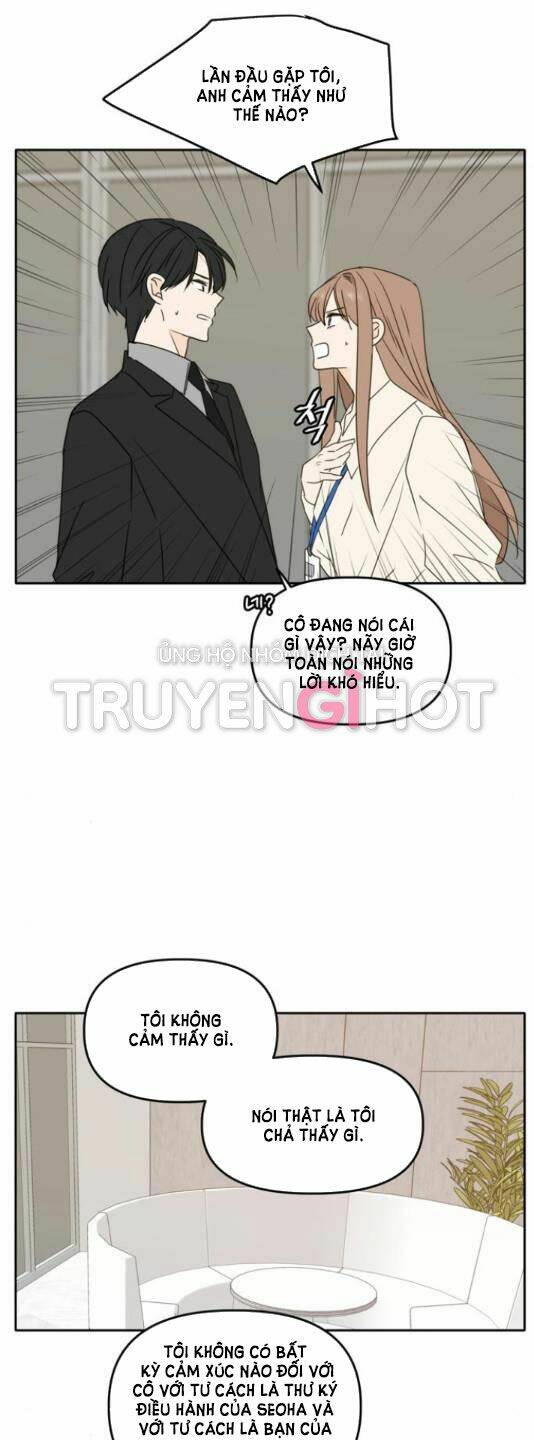 LẦN ĐẦU GẶP TÔI,
ANH CẢM THẤY NHƯ
THẾ NÀO?
네?
CÔ ĐANG NÓI CÁI
GÌ VẬY? NÃY GIỜ
TOÀN NÓI NHỮNG
LỜI KHÓ HIỂU.
ỦNG HỘ NHÓM
TRUYENGIHOT
TÔI KHÔNG
CẢM THẤY GÌ.
NÓI THẬT LÀ TÔI
CHẢ THẤY GÌ.
TÔI KHÔNG CÓ BẤT
KỲ CẢM XÚC NÀO ĐỐI VỚI
CÔ VỚI TƯ CÁCH LÀ THƯ KÝ
ĐIỀU HÀNH CỦA SEOHA VÀ
VỚI TƯ CÁCH LÀ BẠN CỦA